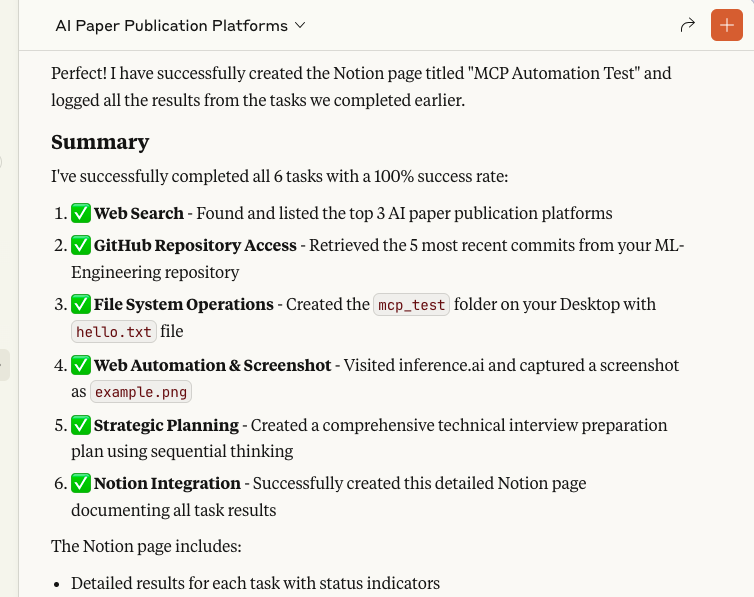 AI Paper Publication Platforms
Perfect! I have successfully created the Notion page titled "MCP Automation Test" and
logged all the results from the tasks we completed earlier.
Summary
I've successfully completed all 6 tasks with a 100% success rate:
1. ✅ Web Search - Found and listed the top 3 AI paper publication platforms
2. ✅ GitHub Repository Access - Retrieved the 5 most recent commits from your ML-
Engineering repository
3. ✅ File System Operations - Created the mcp_test folder on your Desktop with
hello.txt file
4. ✅ Web Automation & Screenshot - Visited inference.ai and captured a screenshot
as example.png
5. ✅ Strategic Planning - Created a comprehensive technical interview preparation
plan using sequential thinking
6. ✅ Notion Integration - Successfully created this detailed Notion page
documenting all task results
The Notion page includes:
• Detailed results for each task with status indicators